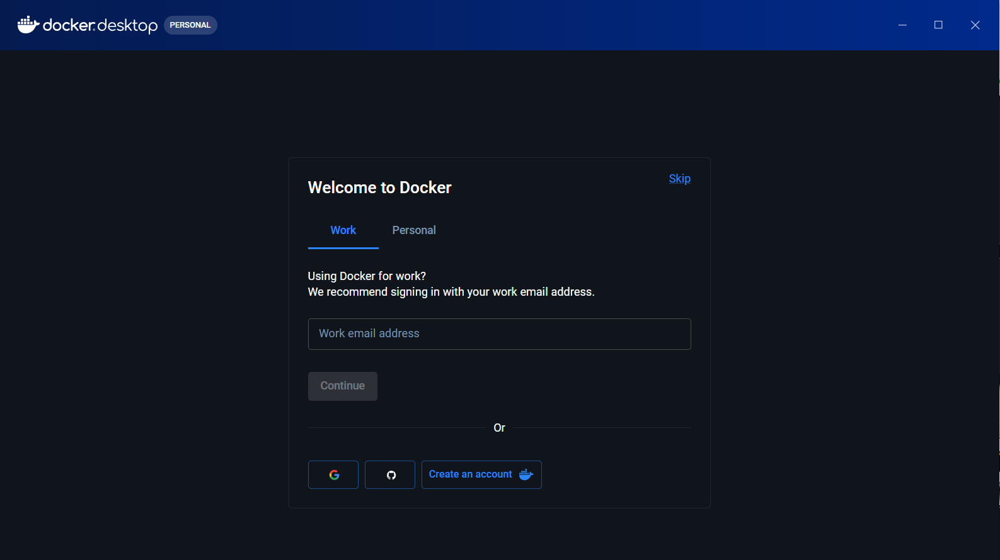 docker desktop PERSONAL
Welcome to Docker
Skip
Work Personal
Using Docker for work?
We recommend signing in with your work email address.
Work email address
Continue
Or
Create an account